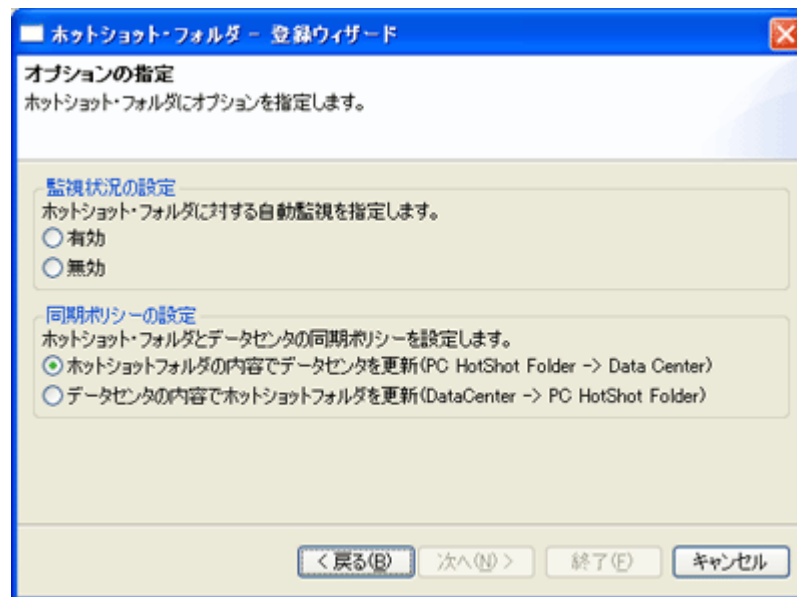 ホットショット・フォルダ - 登録ウィザード
オプションの指定
ホットショット・フォルダにオプションを指定します。
監視状況の設定
ホットショット・フォルダに対する自動監視を指定します。
有効
無効
同期ポリシーの設定
ホットショット・フォルダとデータセンタの同期ポリシーを設定します。
ホットショットフォルダの内容でデータセンタを更新(PC HotShot Folder -> Data Center)
データセンタの内容でホットショットフォルダを更新(DataCenter -> PC HotShot Folder)
< 戻る(B) 次へ(N) > 終了(F) キャンセル